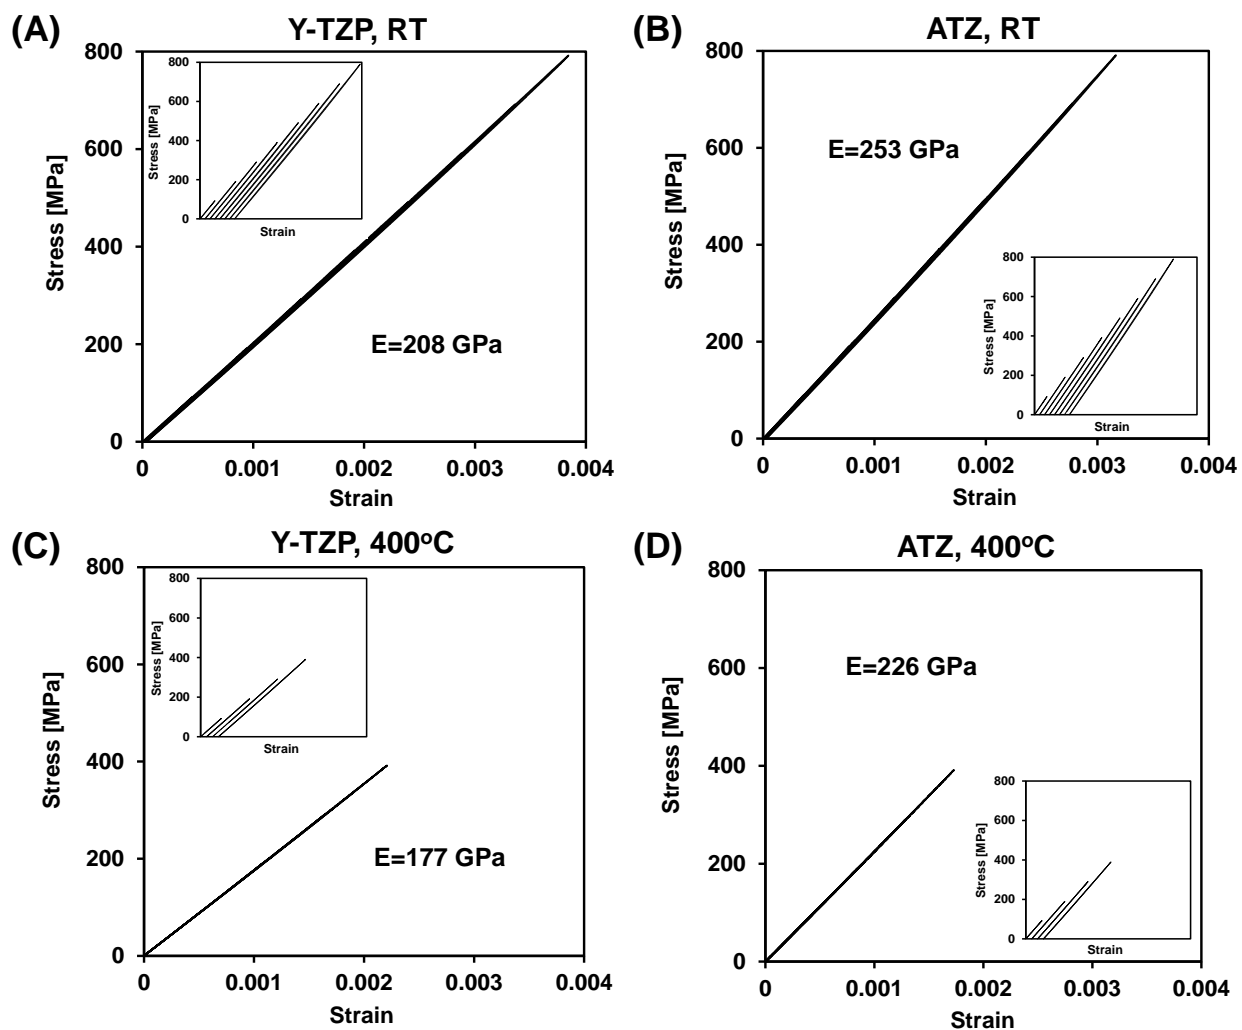 (A)
Y-TZP, RT
Stress [MPa]
800
600
400
200
0
0
0.001
0.002
0.003
0.004
Strain
E=208 GPa
Stress [MPa]
800
600
400
200
0
Strain
(B)
ATZ, RT
Stress [MPa]
800
600
400
200
0
0
0.001
0.002
0.003
0.004
Strain
E=253 GPa
Stress [MPa]
800
600
400
200
0
Strain
(C)
Y-TZP, 400ºC
Stress [MPa]
800
600
400
200
0
0
0.001
0.002
0.003
0.004
Strain
E=177 GPa
Stress [MPa]
800
600
400
200
0
Strain
(D)
ATZ, 400ºC
Stress [MPa]
800
600
400
200
0
0
0.001
0.002
0.003
0.004
Strain
E=226 GPa
Stress [MPa]
800
600
400
200
0
Strain